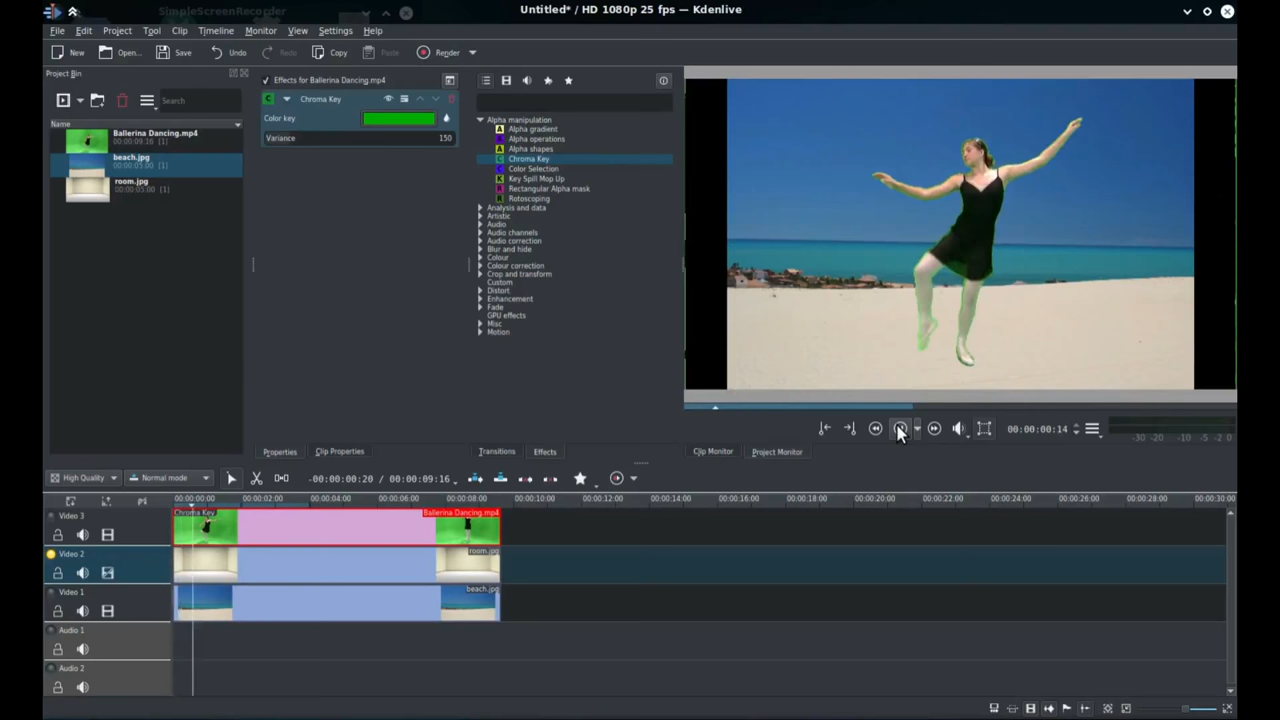 SimpleScreenRecorder
Untitled* / HD 1080p 25 fps — Kdenlive
File Edit Project Tool Clip Timeline Monitor View Settings Help
New Open... Save Undo Redo Copy Paste Render
Project Bin
Search
Name
Ballerina Dancing.mp4
00:00:09:16 [1]
beach.jpg
00:00:05:00 [1]
room.jpg
00:00:05:00 [1]
Effects for Ballerina Dancing.mp4
Chroma Key
Color key
Variance 150
Alpha manipulation
Alpha gradient
Alpha operations
Alpha shapes
Chroma Key
Color Selection
Key Spill Mop Up
Rectangular Alpha mask
Rotoscoping
Analysis and data
Artistic
Audio
Audio channels
Audio correction
Blur and hide
Colour
Colour correction
Crop and transform
Custom
Distort
Enhancement
Fade
GPU effects
Misc
Motion
00:00:00:14
-30 -20 -15 -10 -5 -2 0
Properties Clip Properties Transitions Effects Clip Monitor Project Monitor
High Quality Normal mode -00:00:00:20 / 00:00:09:16
00:00:00:00 00:00:02:00 00:00:04:00 00:00:06:00 00:00:08:00 00:00:10:00 00:00:12:00 00:00:14:00 00:00:16:00 00:00:18:00 00:00:20:00 00:00:22:00 00:00:24:00 00:00:26:00 00:00:28:00 00:00:30:00
Video 3
Chroma Key Ballerina Dancing.mp4
Video 2
room.jpg
Video 1
beach.jpg
Audio 1
Audio 2